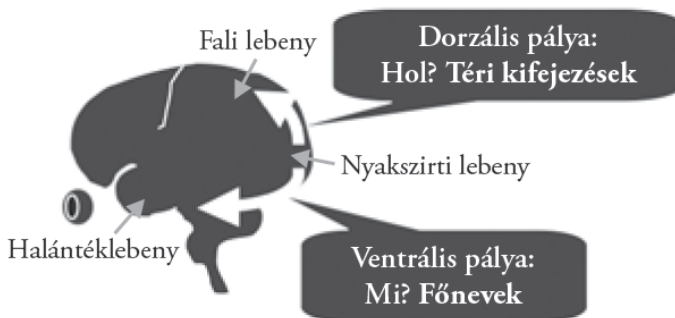 Fali lebeny
Dorzális pálya:
Hol? Téri kifejezések
Nyakszirti lebeny
Halántéklebeny
Ventrális pálya:
Mi? Főnevek